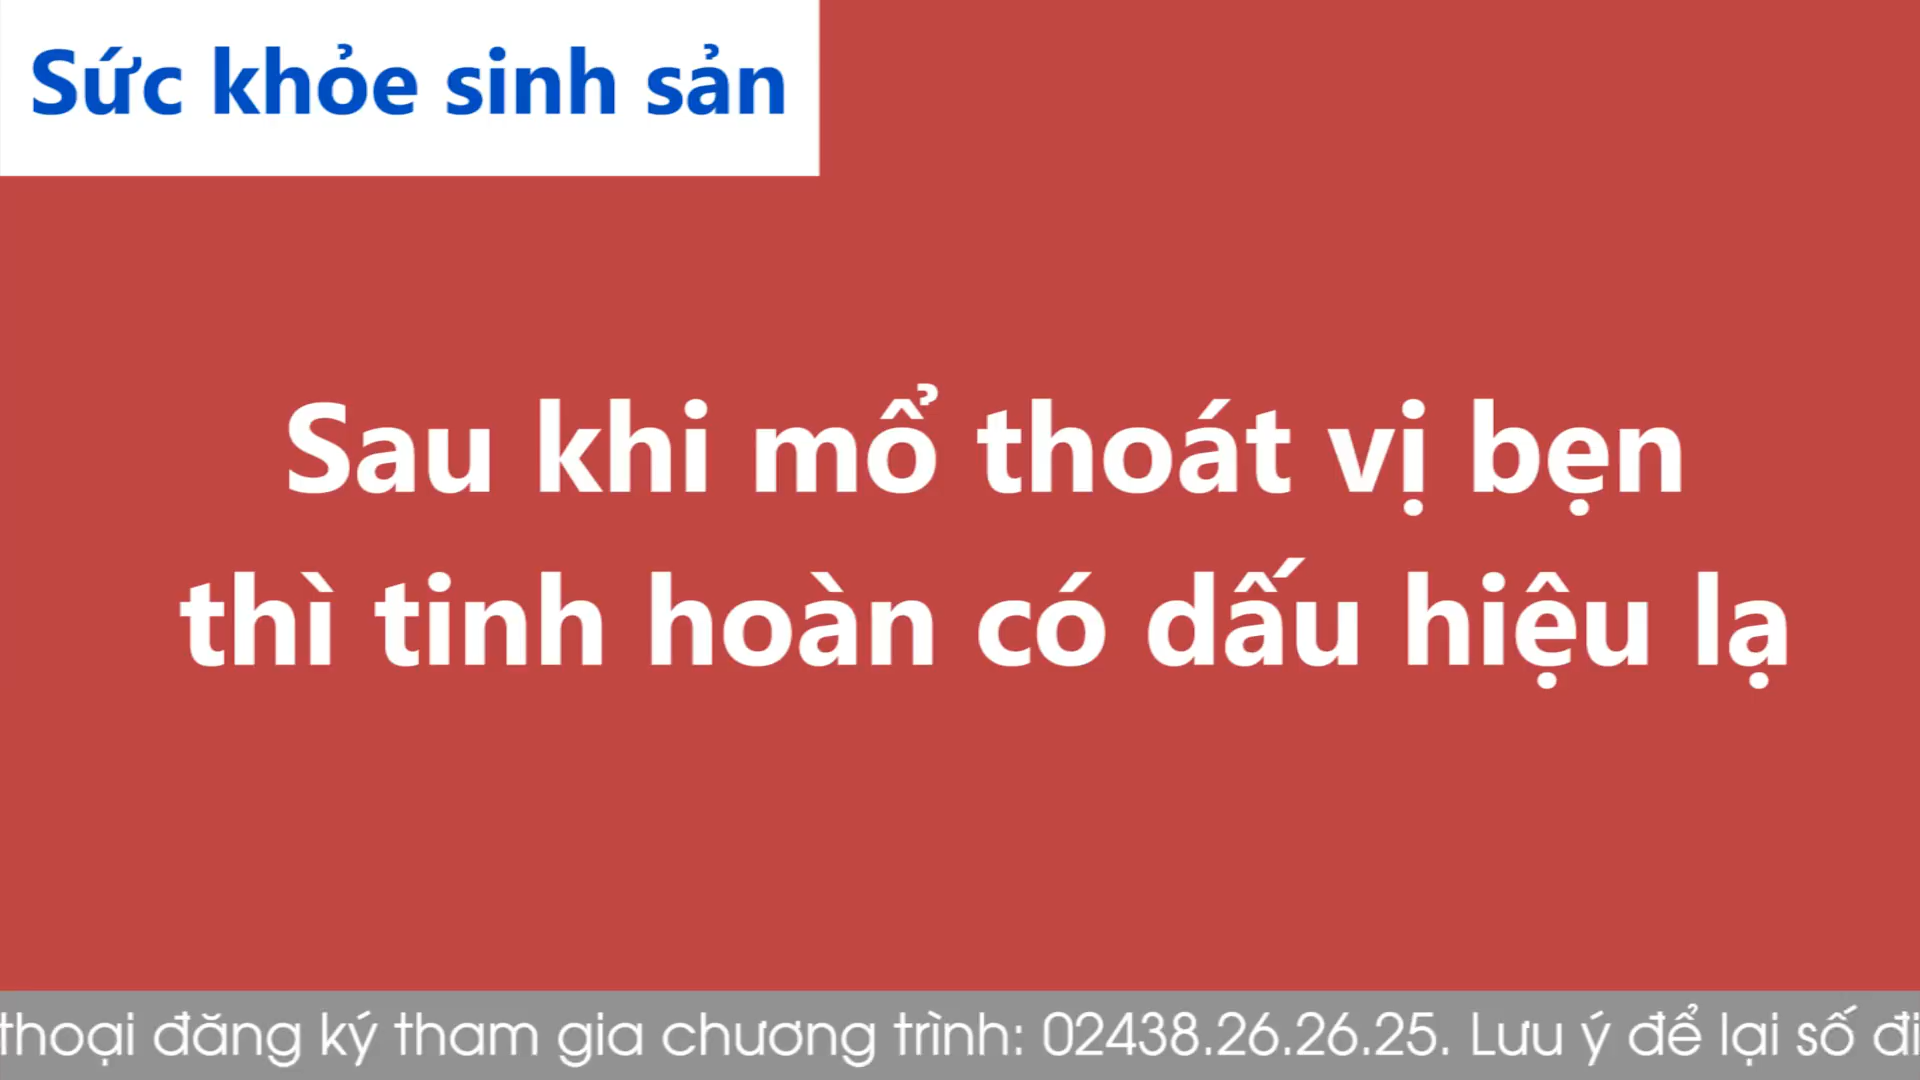 Sức khỏe sinh sản
Sau khi mổ thoát vị bẹn
thì tinh hoàn có dấu hiệu lạ
thoại đăng ký tham gia chương trình: 02438.26.26.25. Lưu ý để lại số đi